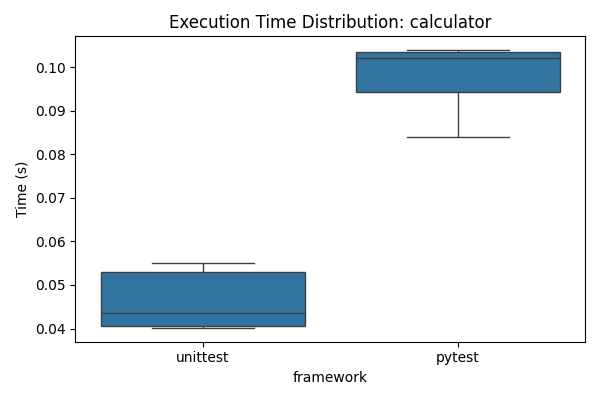 Execution Time Distribution: calculator
0.10
0.09
0.08
0.07
0.06
0.05
0.04
Time (s)
unittest
pytest
framework